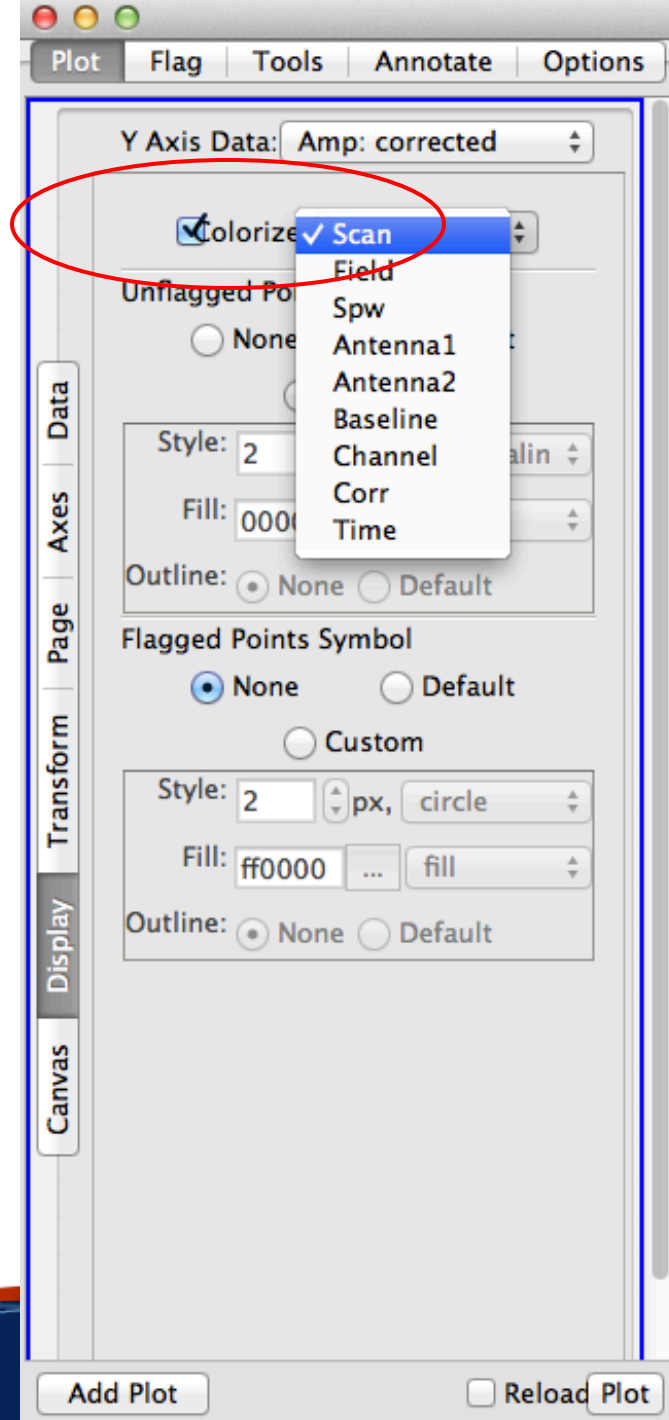 Plot Flag Tools Annotate Options
Y Axis Data: Amp: corrected
Colorize ✓ Scan
Field
Unflagged
Spw
None Antenna1
Antenna2
Baseline
Style: 2 Channel
Corr
Fill: Time
Outline: None Default
Flagged Points Symbol
None Default
Custom
Style: 2 px, circle
Fill: ff0000 ... fill
Outline: None Default
Data
Axes
Page
Transform
Display
Canvas
Add Plot Reload Plot